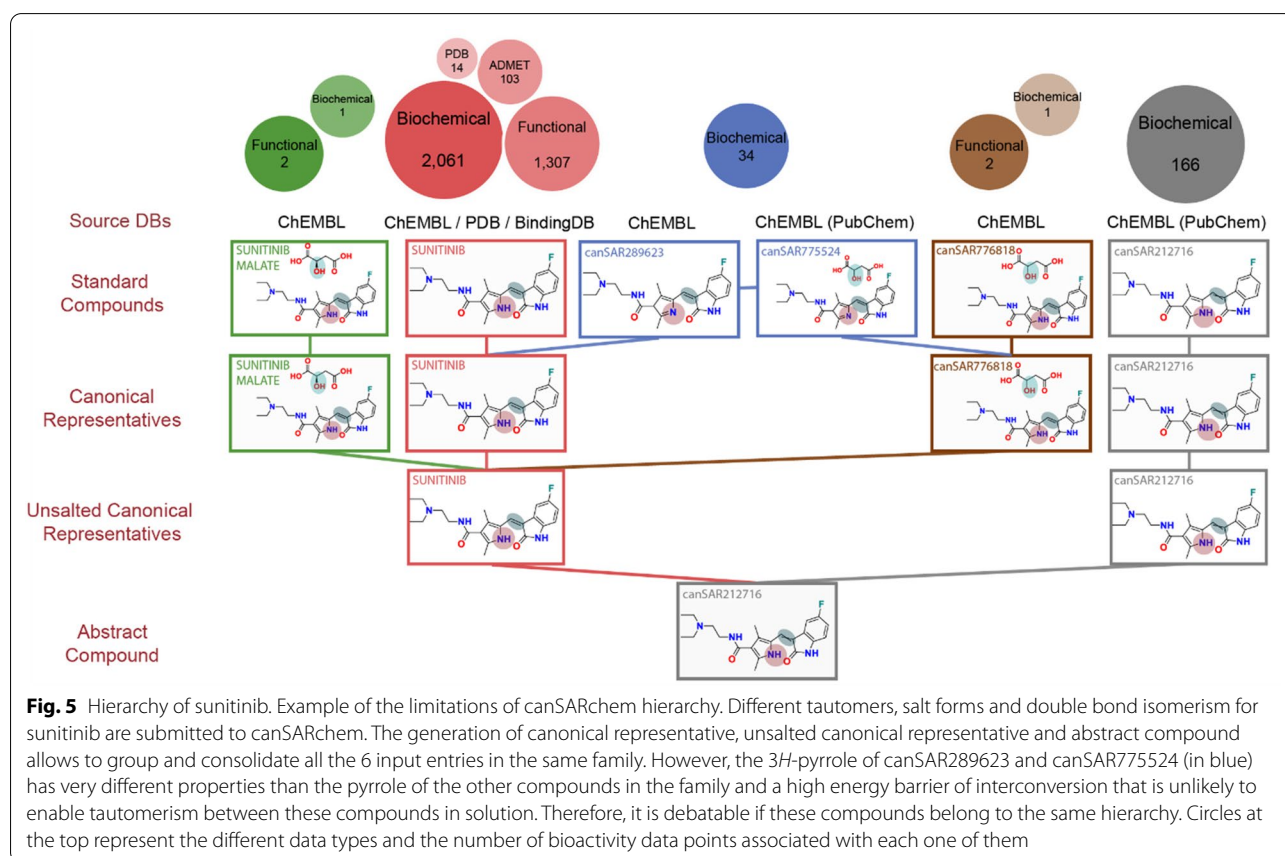 PDB
14
ADMET
103
Biochemical
1
Functional
2
Biochemical
2,061
Functional
1,307
Biochemical
34
Biochemical
1
Functional
2
Biochemical
166
Source DBs
ChEMBL
ChEMBL / PDB / BindingDB
ChEMBL
ChEMBL (PubChem)
ChEMBL
ChEMBL (PubChem)
Standard
Compounds
SUNITINIB
MALATE
SUNITINIB
canSAR289623
canSAR775524
canSAR776818
canSAR212716
Canonical
Representatives
SUNITINIB
MALATE
SUNITINIB
canSAR776818
canSAR212716
Unsalted Canonical
Representatives
SUNITINIB
canSAR212716
Abstract
Compound
canSAR212716
Fig. 5 Hierarchy of sunitinib. Example of the limitations of canSARchem hierarchy. Different tautomers, salt forms and double bond isomerism for
sunitinib are submitted to canSARchem. The generation of canonical representative, unsalted canonical representative and abstract compound
allows to group and consolidate all the 6 input entries in the same family. However, the 3H-pyrrole of canSAR289623 and canSAR775524 (in blue)
has very different properties than the pyrrole of the other compounds in the family and a high energy barrier of interconversion that is unlikely to
enable tautomerism between these compounds in solution. Therefore, it is debatable if these compounds belong to the same hierarchy. Circles at
the top represent the different data types and the number of bioactivity data points associated with each one of them